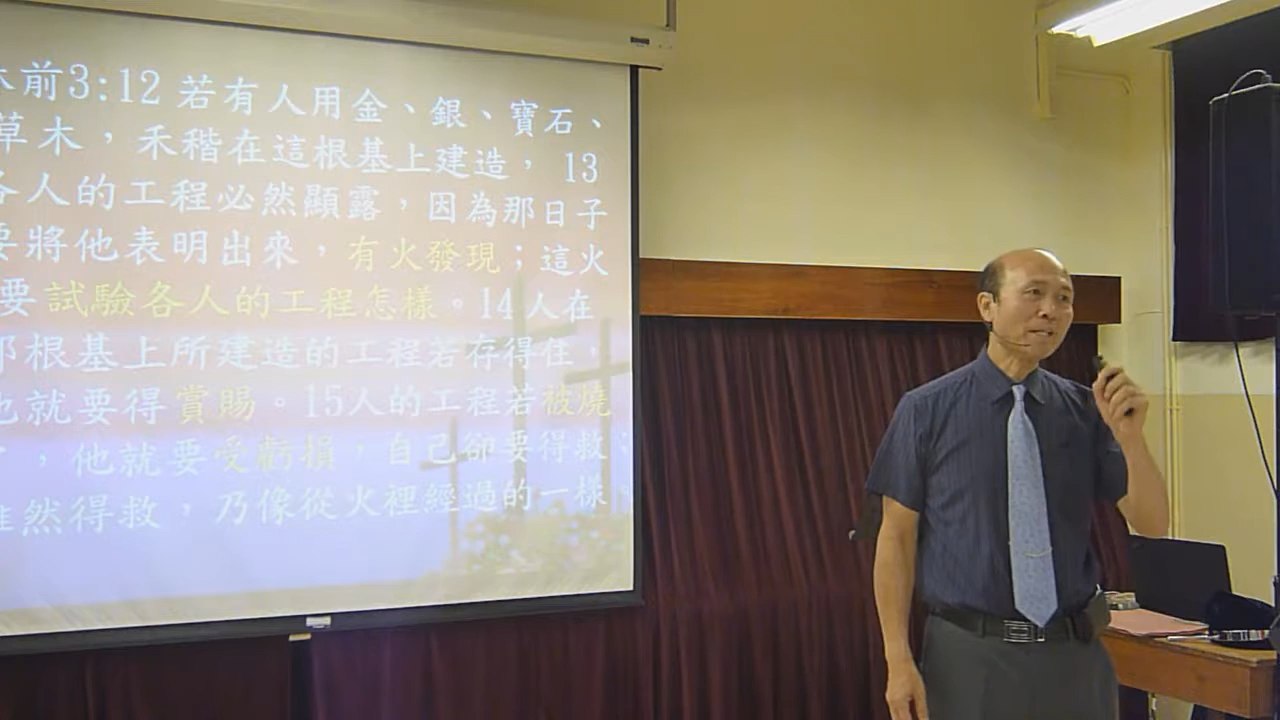 林前3:12 若有人用金、銀、寶石、
草木，禾稭在這根基上建造， 13
各人的工程必然顯露，因為那日子
要將他表明出來，有火發現；這火
要試驗各人的工程怎樣。14人在
那根基上所建造的工程若存得住，
他就要得賞賜。15人的工程若被燒
了，他就要受虧損，自己卻要得救；
雖然得救，乃像從火裡經過的一樣